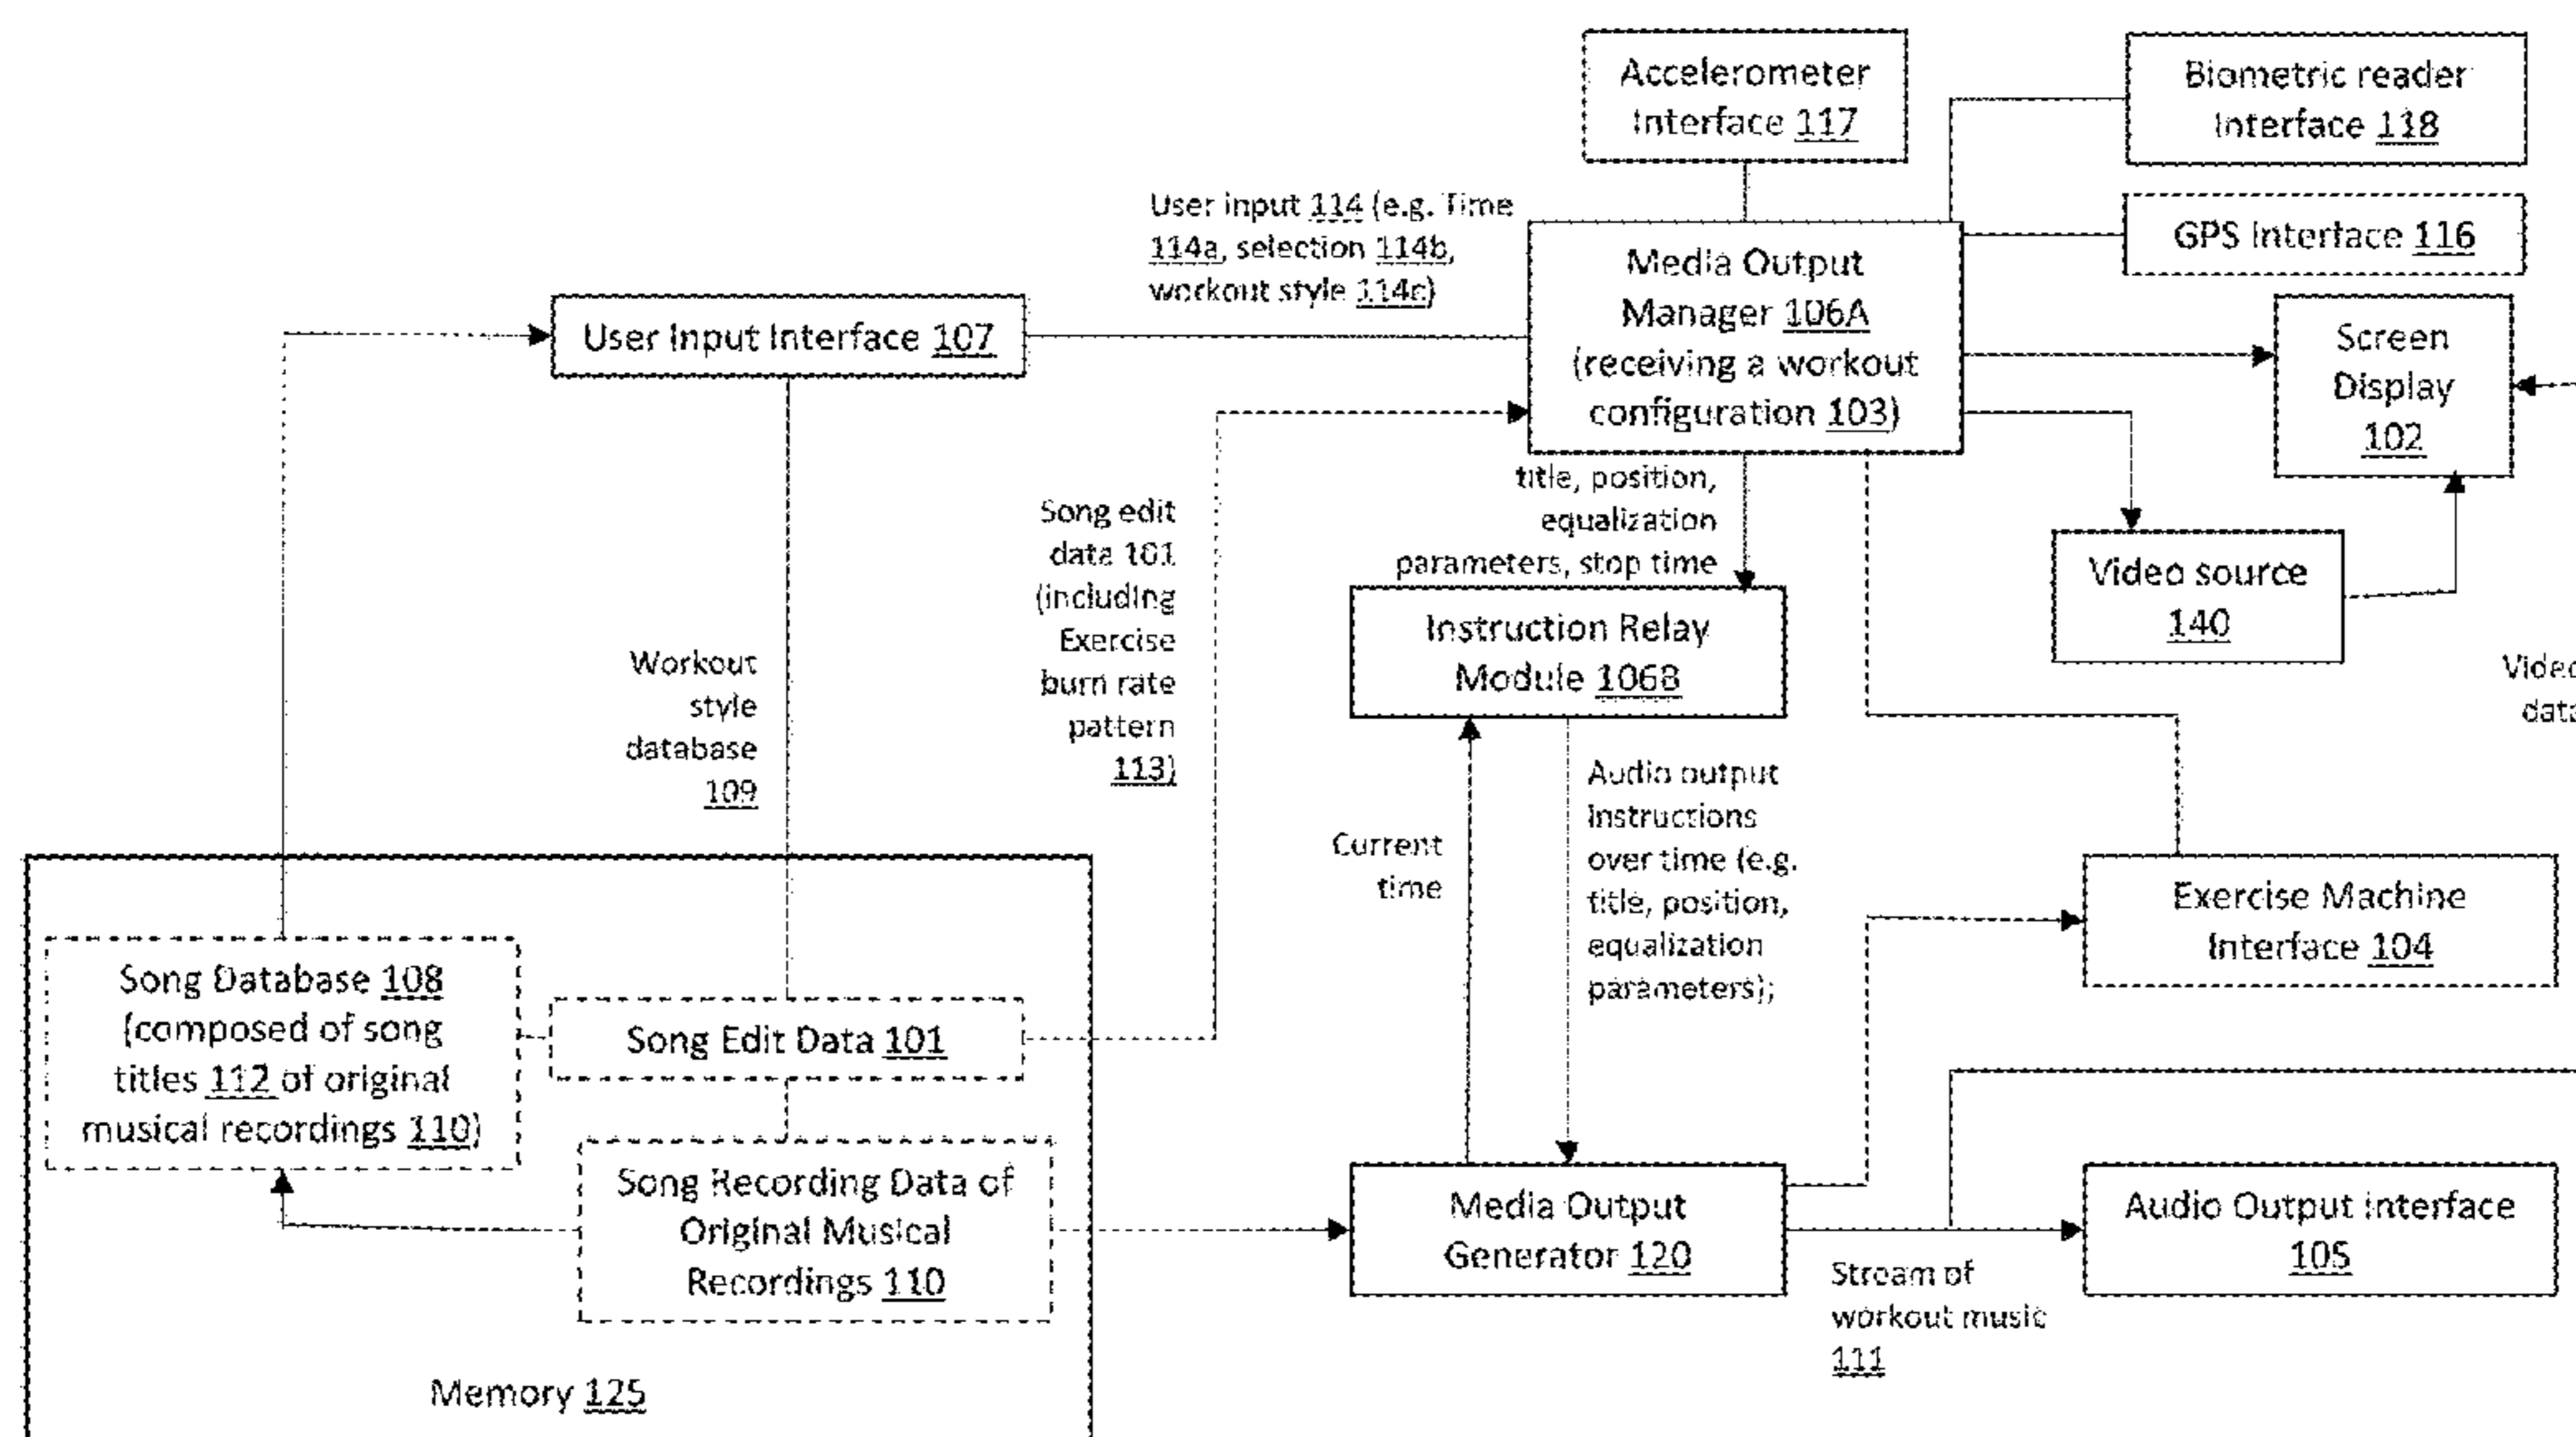 Accelerometer
Interface 117
Biometric reader
Interface 118
User input 114 (e.g. Time
114a, selection 114b,
workout style 114c)
GPS Interface 116
Media Output
Manager 106A
(receiving a workout
configuration 103)
User Input Interface 107
Screen
Display
102
title, position,
equalization
parameters, stop time
Song edit
data 101
(including
Exercise
burn rate
pattern
113)
Video source
140
Instruction Relay
Module 106B
Workout
style
database
109
Video
data
Audio output
instructions
over time (e.g.
title, position,
equalization
parameters);
Current
time
Exercise Machine
Interface 104
Song Database 108
(composed of song
titles 112 of original
musical recordings 110)
Song Edit Data 101
Song Recording Data of
Original Musical
Recordings 110
Media Output
Generator 120
Audio Output interface
105
Stream of
workout music
111
Memory 125